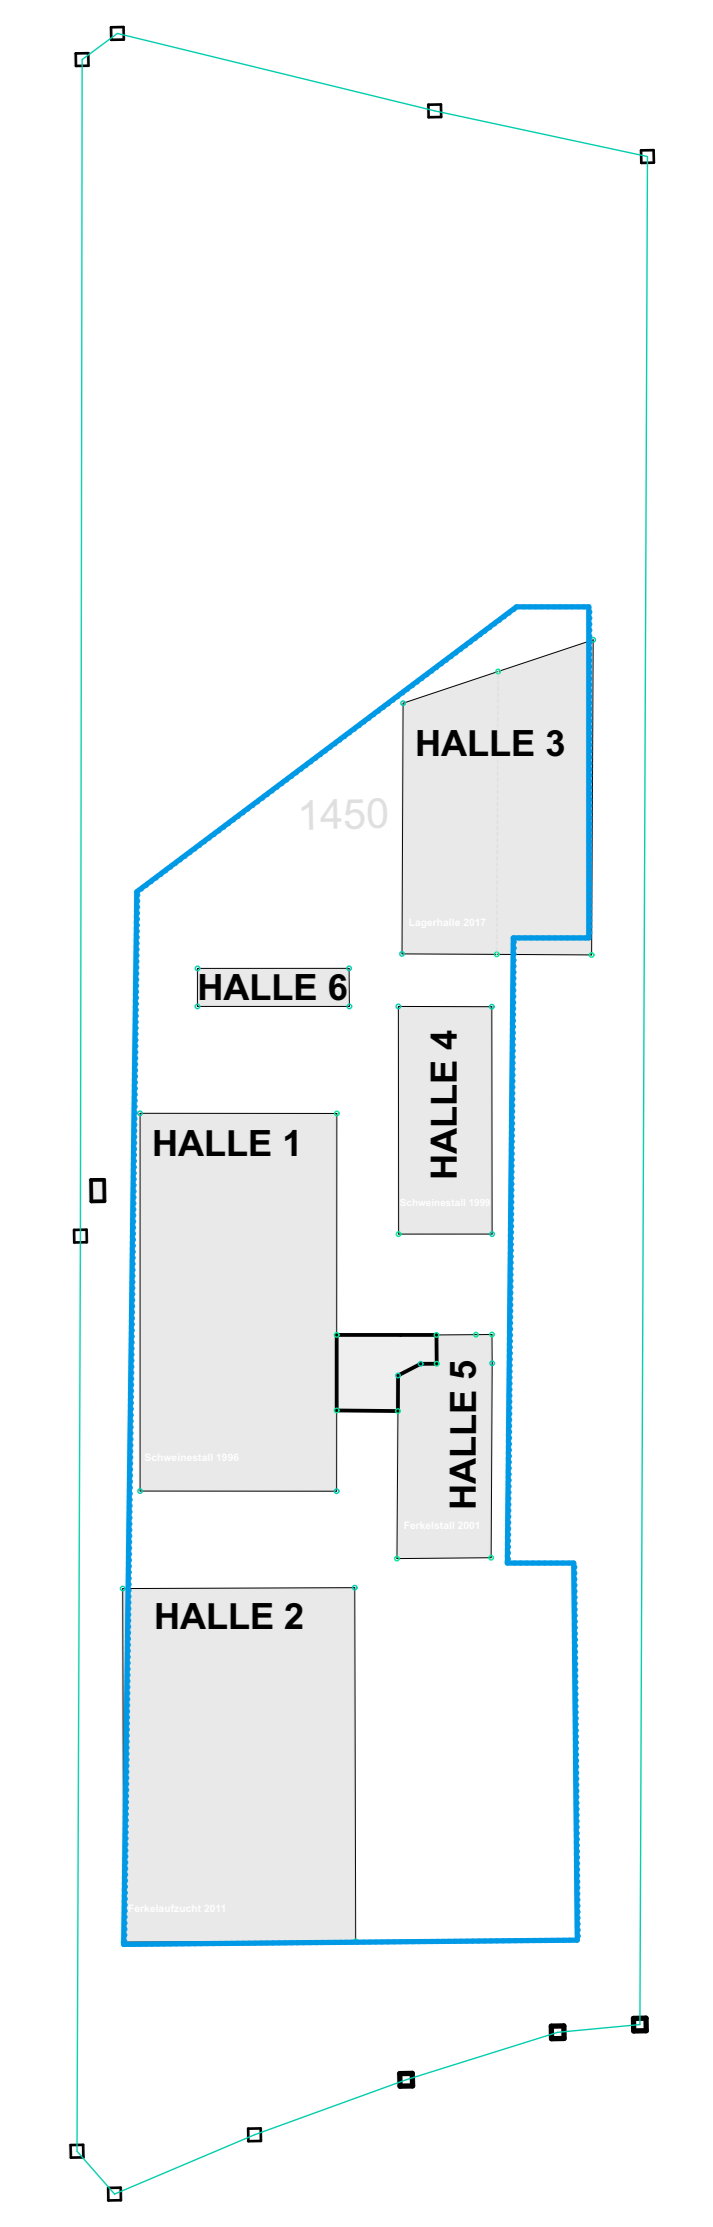 HALLE 3
1450
Lagerhalle 2017
HALLE 6
HALLE 4
HALLE 1
Schweinestall 1999
HALLE 5
Schweinestall 1996
Ferkelstall 2001
HALLE 2
Ferkelaufzucht 2011